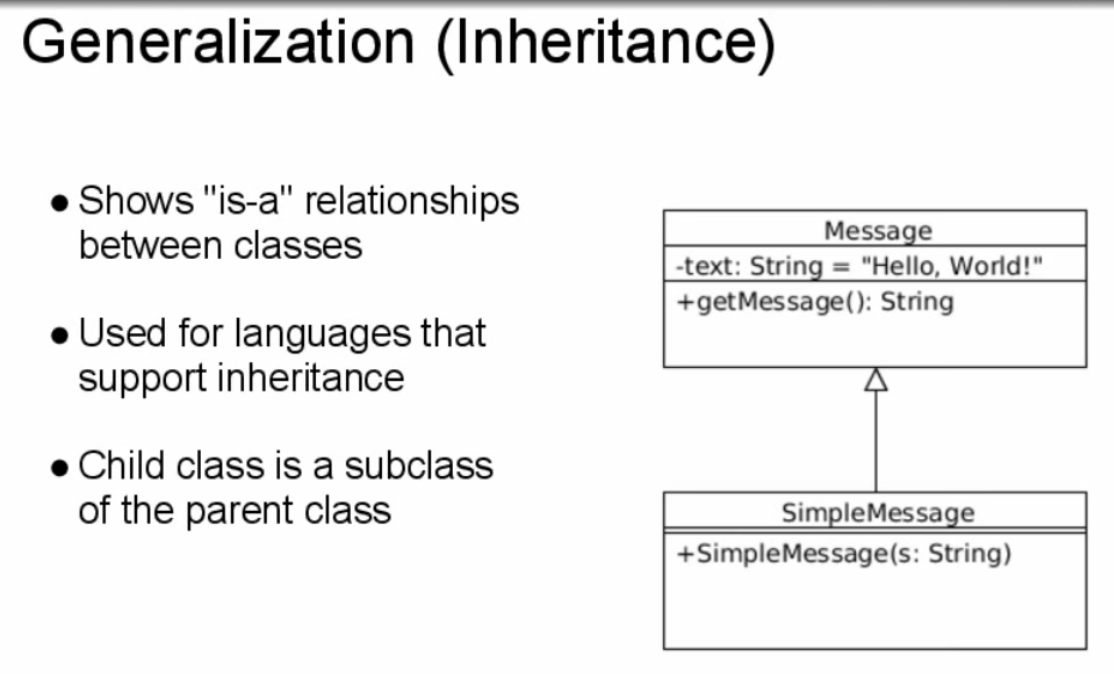 Generalization (Inheritance)
● Shows "is-a" relationships
between classes
● Used for languages that
support inheritance
● Child class is a subclass
of the parent class
Message
-text: String = "Hello, World!"
+getMessage(): String
SimpleMessage
+SimpleMessage(s: String)